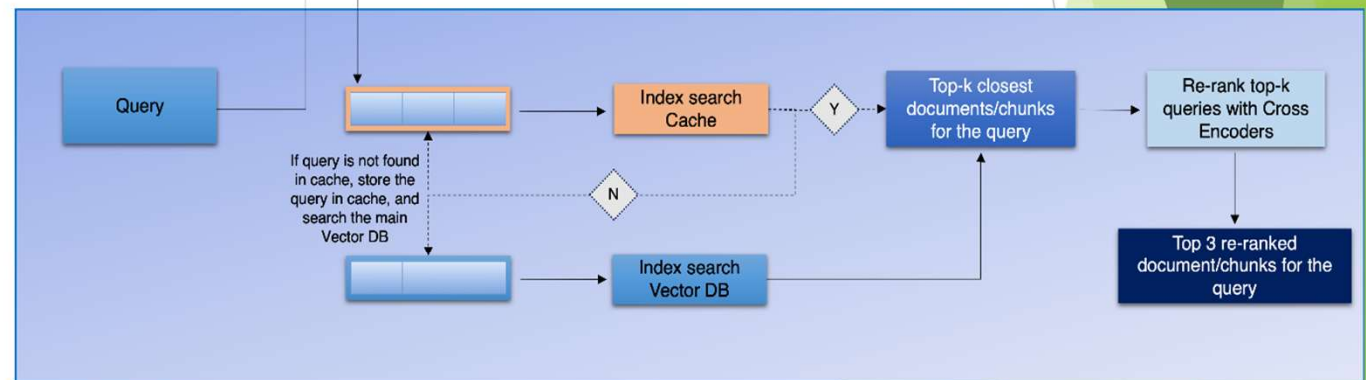 Query
If query is not found
in cache, store the
query in cache, and
search the main
Vector DB
Index search
Cache
Y
N
Index search
Vector DB
Top-k closest
documents/chunks
for the query
Re-rank top-k
queries with Cross
Encoders
Top 3 re-ranked
document/chunks for the
query